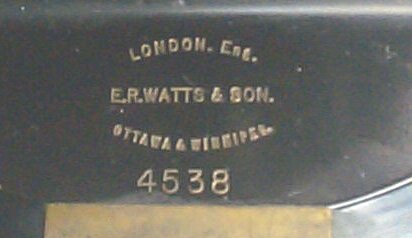 LONDON. Eng.
E.R. WATTS & SON.
OTTAWA & WINNIPEG.
4538